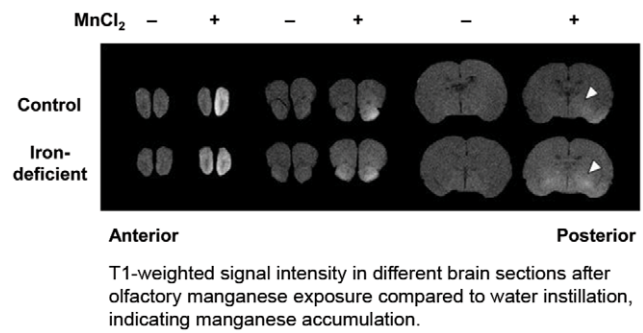 MnCl₂ – + – + – +
Control
Iron-
deficient
Anterior Posterior
T1-weighted signal intensity in different brain sections after
olfactory manganese exposure compared to water instillation,
indicating manganese accumulation.